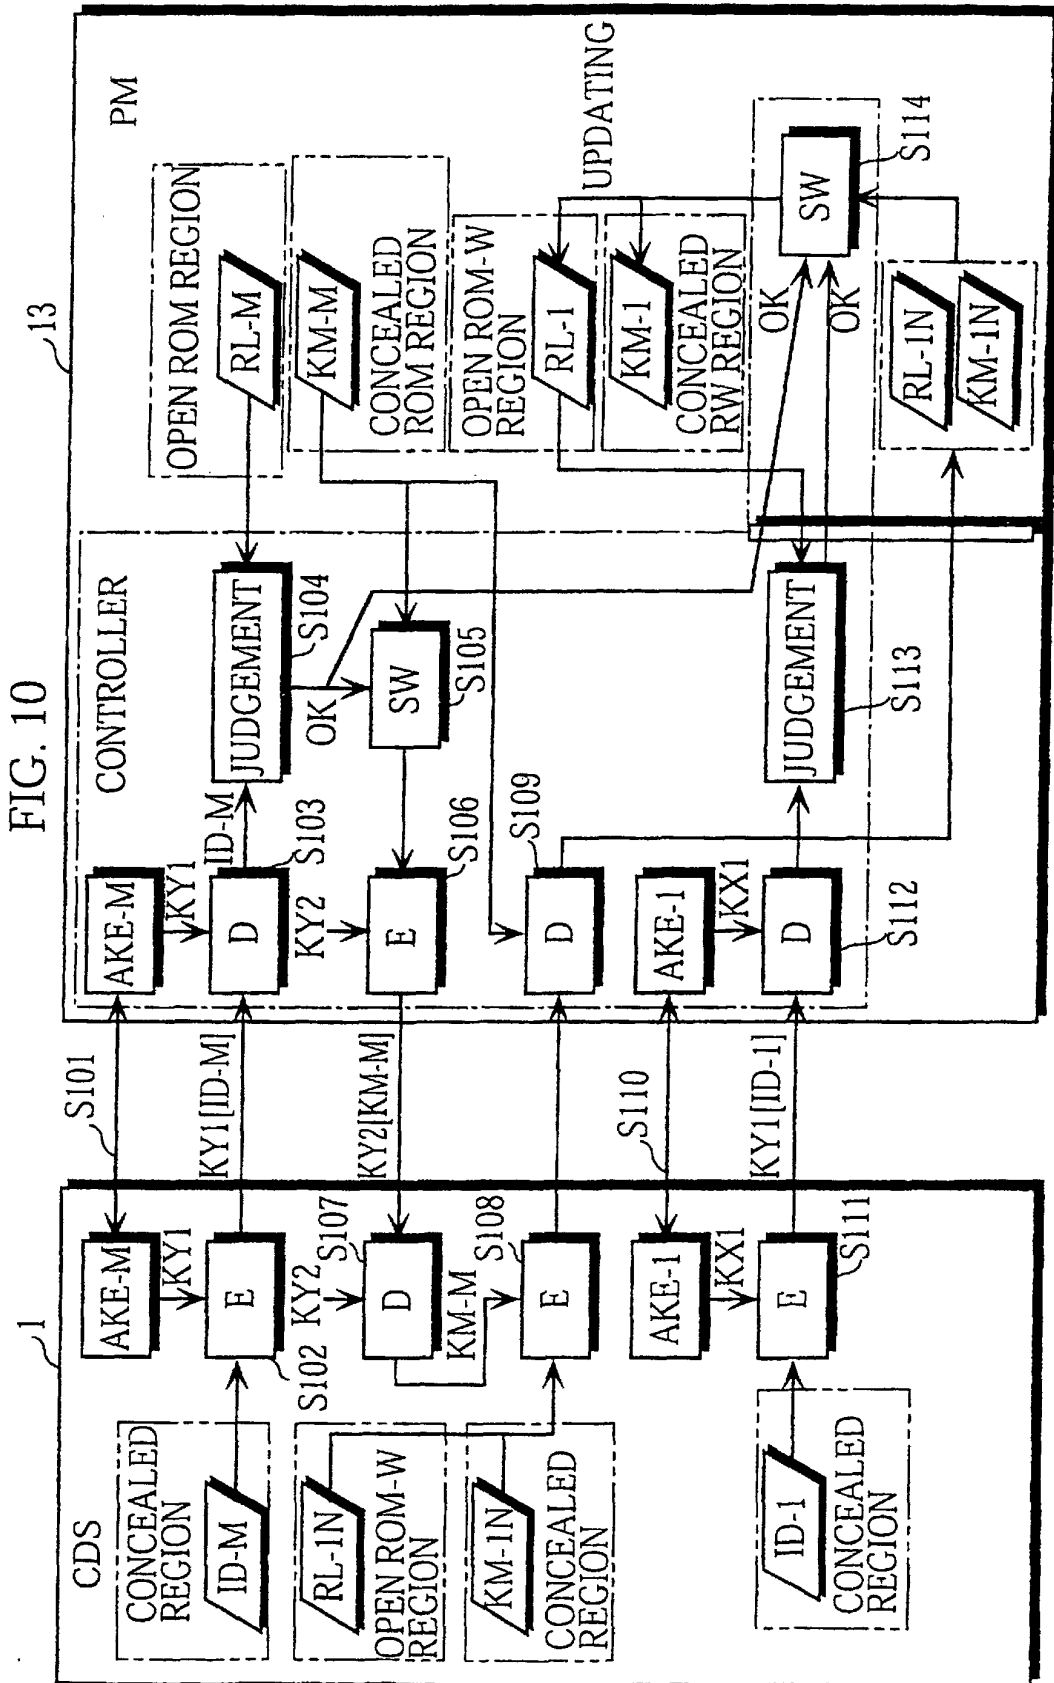 FIG. 10
1
CDS
CONCEALED
REGION
ID-M
S102
AKE-M
KY1
E
RL-1N
OPEN ROM-W
REGION
KY2
S107
D
KM-M
KM-1N
CONCEALED
REGION
S108
E
AKE-1
KX1
E
S111
ID-1
CONCEALED
REGION
S101
KY1[ID-M]
KY2[KM-M]
S110
KY1[ID-1]
13
PM
CONTROLLER
AKE-M
KY1
D
S103
ID-M
JUDGEMENT
S104
OK
OPEN ROM REGION
RL-M
KY2
E
S106
SW
S105
KM-M
CONCEALED
ROM REGION
D
S109
OPEN ROM-W
REGION
RL-1
KM-1
CONCEALED
RW REGION
UPDATING
AKE-1
KX1
D
S112
JUDGEMENT
S113
OK
OK
SW
S114
RL-1N
KM-1N